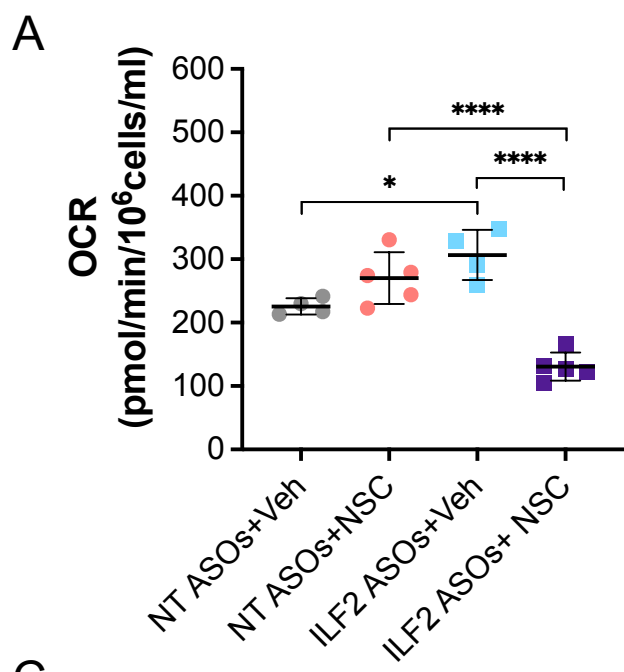 A
OCR
(pmol/min/10⁶cells/ml)
600
500
400
300
200
100
0
****
****
*
NT ASOs+Veh
NT ASOs+NSC
ILF2 ASOs+Veh
ILF2 ASOs+ NSC